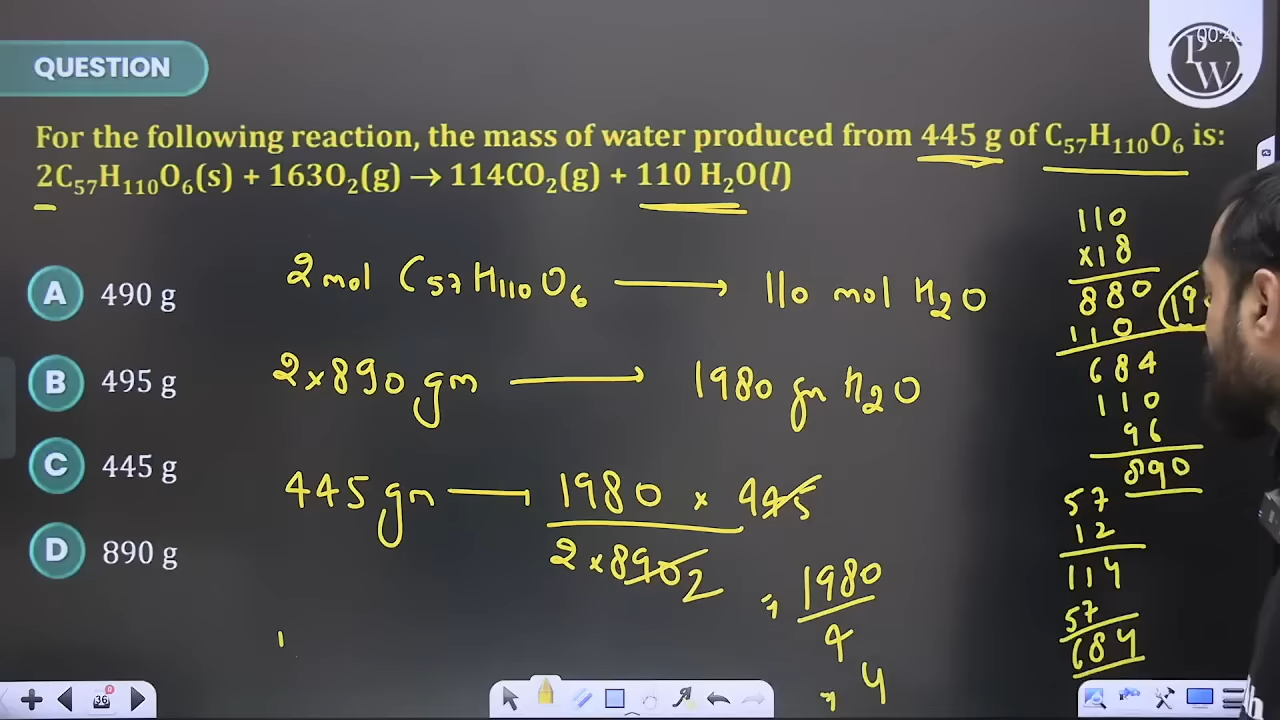 QUESTION
For the following reaction, the mass of water produced from 445 g of C₅₇H₁₁₀O₆ is:
2C₅₇H₁₁₀O₆(s) + 163O₂(g) → 114CO₂(g) + 110 H₂O(l)
A 490 g
B 495 g
C 445 g
D 890 g
2 mol C₅₇H₁₁₀O₆ → 110 mol H₂O
2×890 gm → 1980 gm H₂O
445 gm → 1980 × 445
2×890 2
= 1980
4
= 4
110
×18
880
110
684
110
96
890
57
12
114
57
684
PW
36